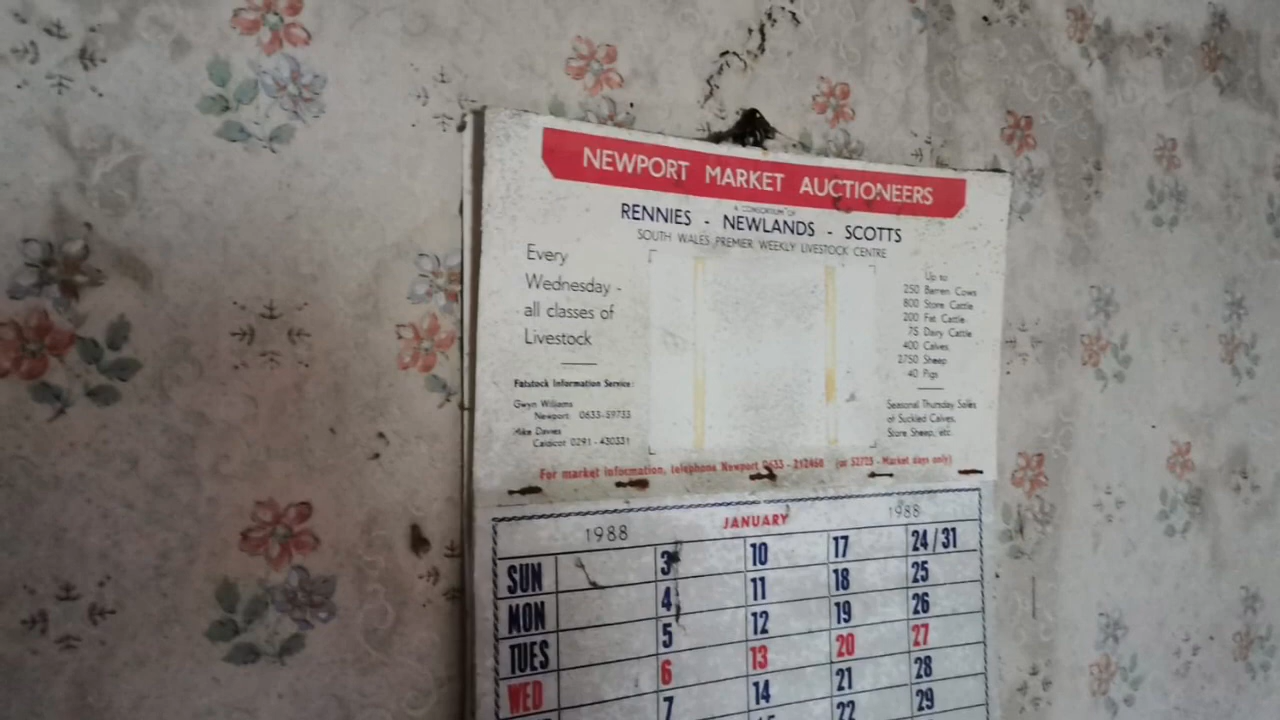 NEWPORT MARKET AUCTIONEERS
A CONSORTIUM OF
RENNIES - NEWLANDS - SCOTTS
SOUTH WALES PREMIER WEEKLY LIVESTOCK CENTRE
Every
Wednesday -
all classes of
Livestock
Fatstock Information Service:
Gwyn Williams
Newport 0633-59733
Mike Davies
Caldicot 0291-430331
Up to
250 Barren Cows
800 Store Cattle
200 Fat Cattle
75 Dairy Cattle
400 Calves
2750 Sheep
40 Pigs
Seasonal Thursday Sales
of Suckled Calves,
Store Sheep, etc.
For market information, telephone Newport 0633 - 212460 (or 52725 - Market days only)
1988 JANUARY 1988
SUN 3 10 17 24/31
MON 4 11 18 25
TUES 5 12 19 26
WED 6 13 20 27
7 14 21 28
22 29